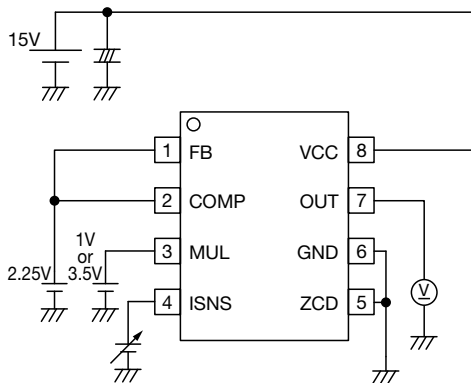 15V
1 FB VCC 8
2 COMP OUT 7
1V
or
3.5V
3 MUL GND 6
2.25V
4 ISNS ZCD 5
V